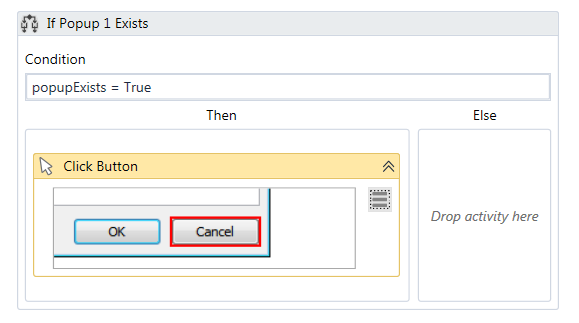 If Popup 1 Exists
Condition
popupExists = True
Then
Else
Click Button
OK
Cancel
Drop activity here